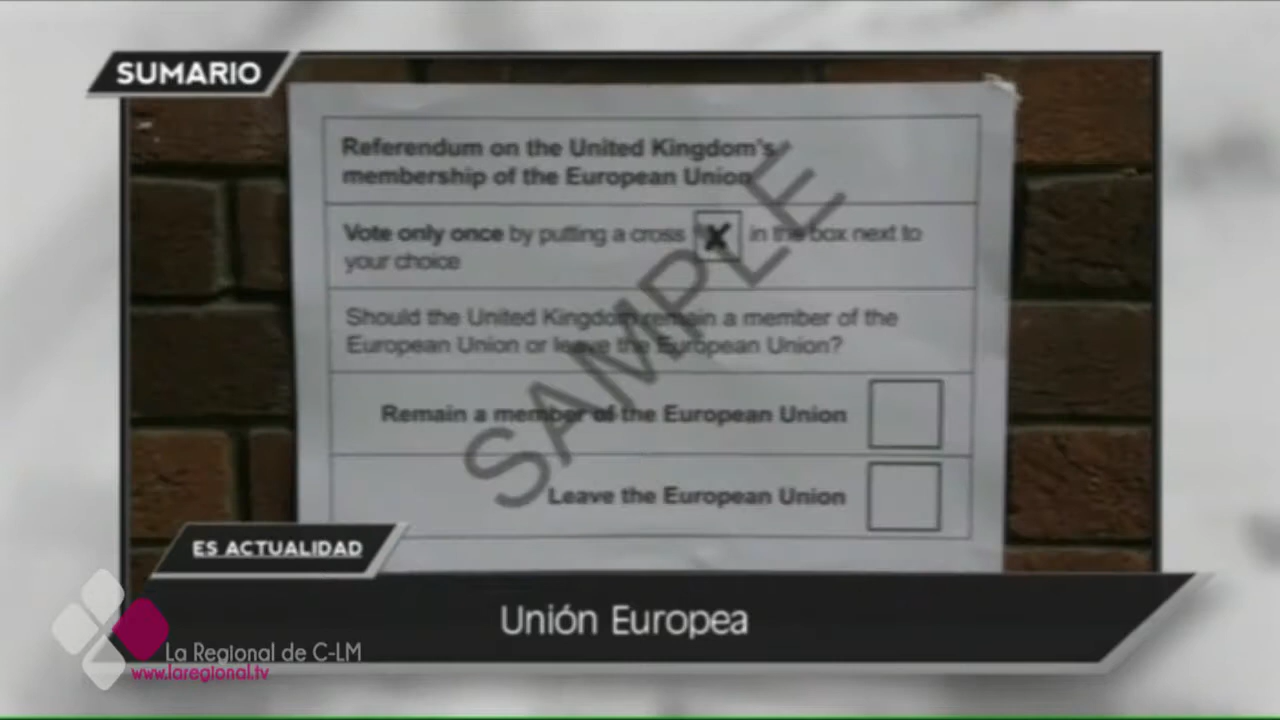 SUMARIO
Referendum on the United Kingdom's
membership of the European Union
Vote only once by putting a cross X in the box next to
your choice
Should the United Kingdom remain a member of the
European Union or leave the European Union?
Remain a member of the European Union
Leave the European Union
SAMPLE
ES ACTUALIDAD
Unión Europea
La Regional de C-LM
www.laregional.tv